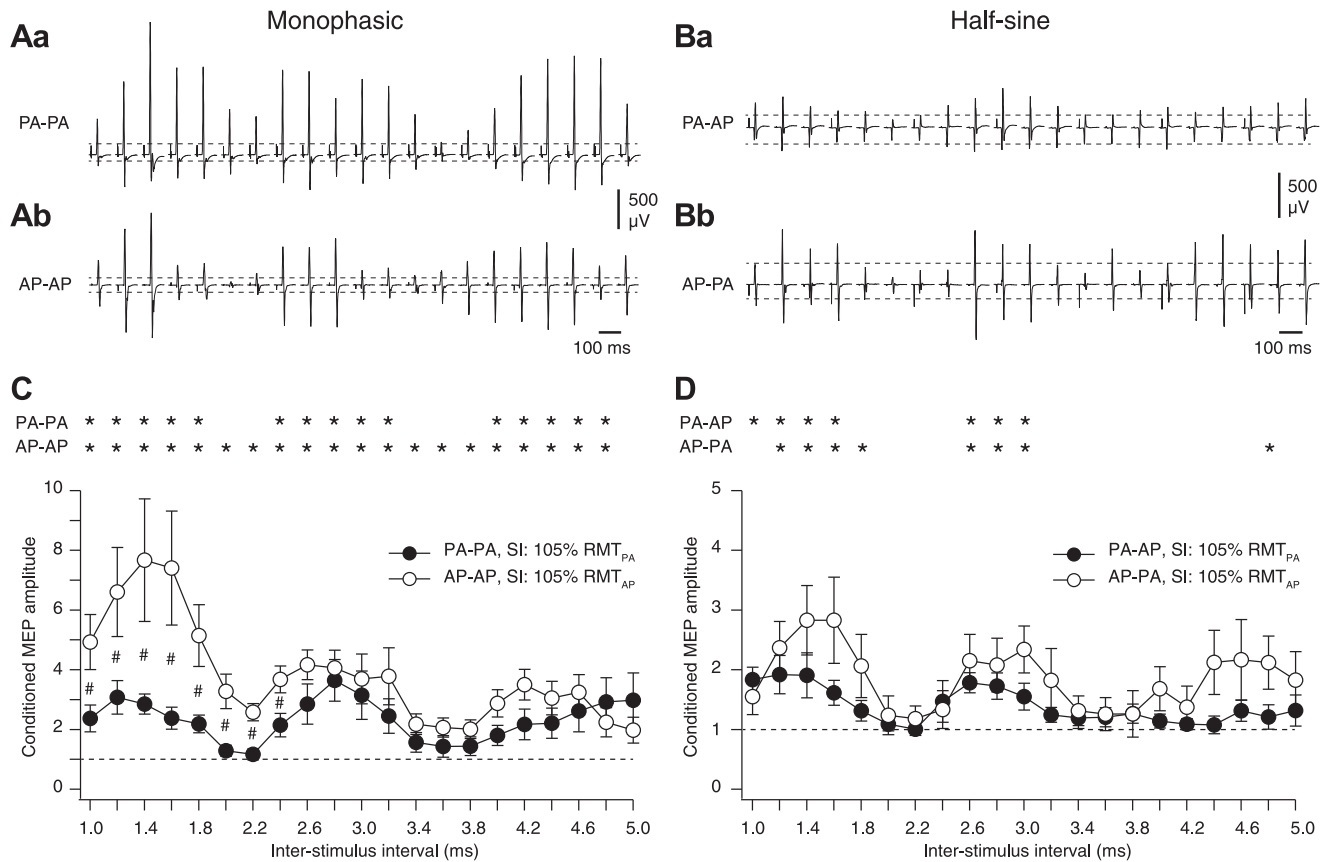 Monophasic
Half-sine
Aa
Ba
PA-PA
PA-AP
500
µV
500
µV
Ab
Bb
AP-AP
AP-PA
100 ms
100 ms
C
D
PA-PA * * * * * * * * * * * * * * *
AP-AP * * * * * * * * * * * * * * * * * * * *
PA-AP * * * * * * *
AP-PA * * * * * * * *
Conditioned MEP amplitude
10
8
6
4
2
0
PA-PA, SI: 105% RMTPA
AP-AP, SI: 105% RMTAP
# # # # # # # #
1.0 1.4 1.8 2.2 2.6 3.0 3.4 3.8 4.2 4.6 5.0
Inter-stimulus interval (ms)
Conditioned MEP amplitude
5
4
3
2
1
0
PA-AP, SI: 105% RMTPA
AP-PA, SI: 105% RMTAP
1.0 1.4 1.8 2.2 2.6 3.0 3.4 3.8 4.2 4.6 5.0
Inter-stimulus interval (ms)